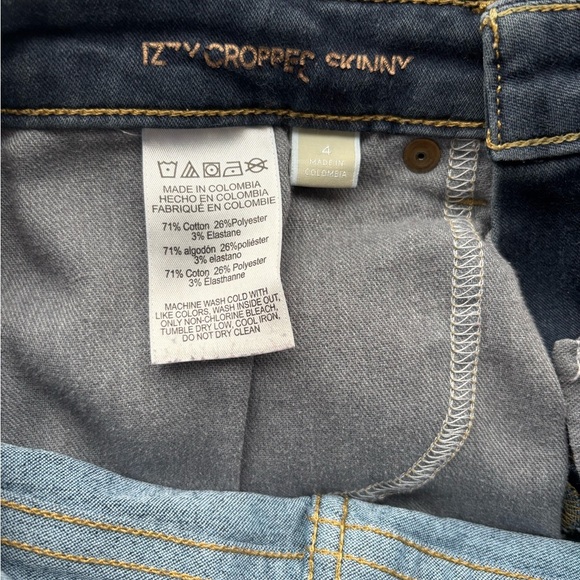 IZZY CROPPED SKINNY
MADE IN COLOMBIA
HECHO EN COLOMBIA
FABRIQUÉ EN COLOMBIE
71% Cotton 26%Polyester
3% Elastane
71% algodón 26%poliéster
3% elastano
71% Coton 26% Polyester
3% Élasthanne
MACHINE WASH COLD WITH
LIKE COLORS, WASH INSIDE OUT,
ONLY NON-CHLORINE BLEACH,
TUMBLE DRY LOW, COOL IRON,
DO NOT DRY CLEAN
4
MADE IN
COLOMBIA